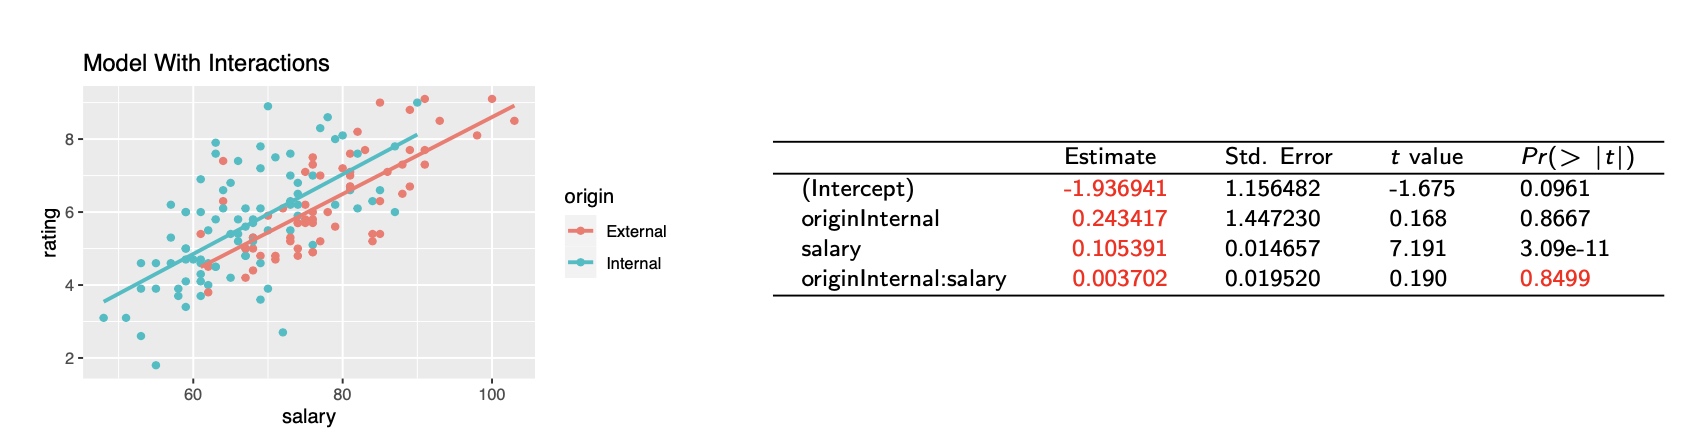 Model With Interactions
rating
8
6
4
2
60 80 100
salary
origin
External
Internal
Estimate Std. Error t value Pr(> |t|)
(Intercept) -1.936941 1.156482 -1.675 0.0961
originInternal 0.243417 1.447230 0.168 0.8667
salary 0.105391 0.014657 7.191 3.09e-11
originInternal:salary 0.003702 0.019520 0.190 0.8499